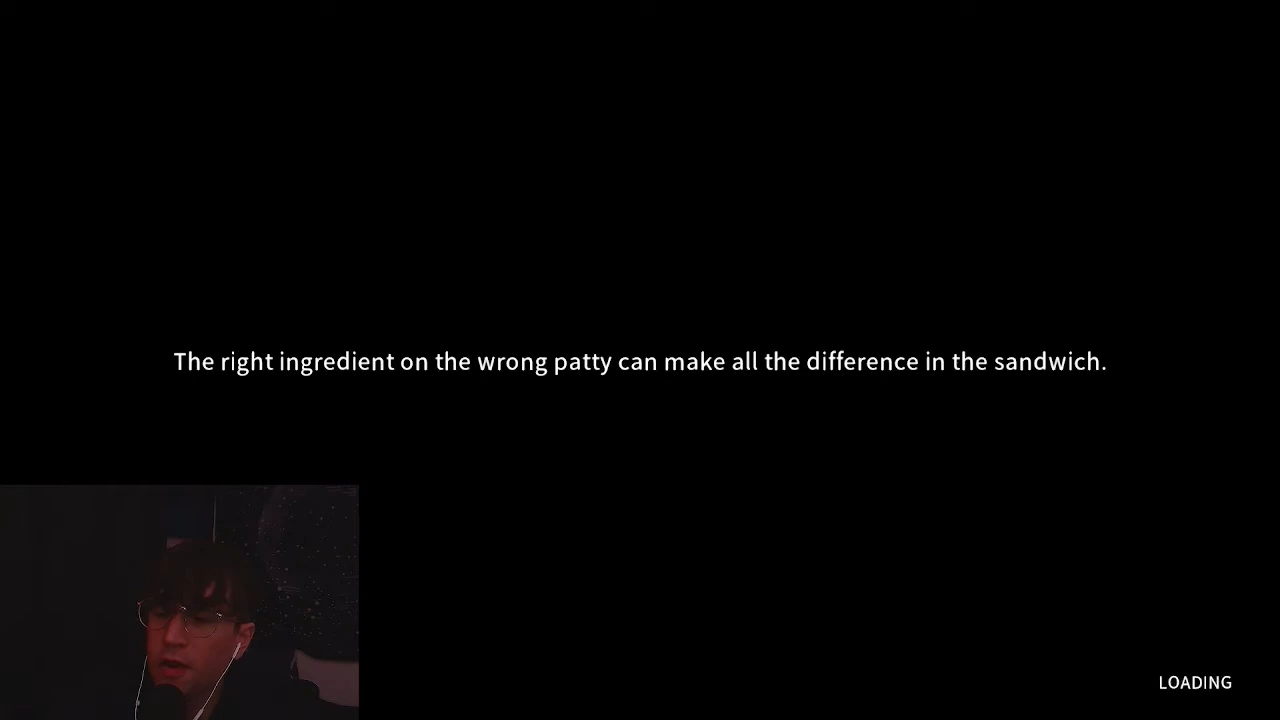 The right ingredient on the wrong patty can make all the difference in the sandwich.
LOADING